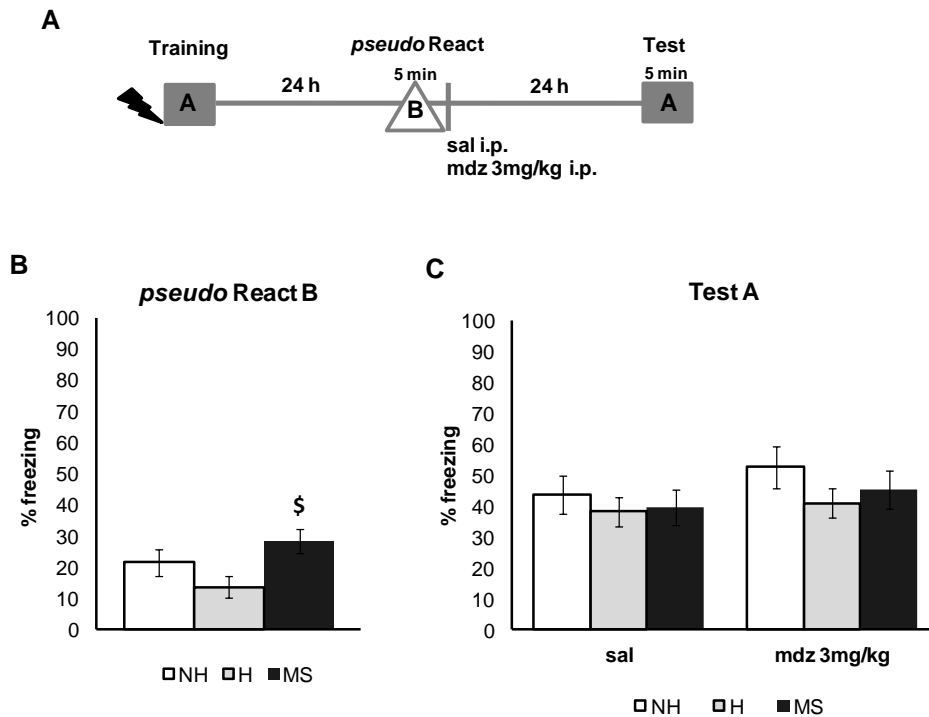 A
Training
pseudo React
Test
5 min
5 min
24 h
24 h
A
B
A
sal i.p.
mdz 3mg/kg i.p.
B
pseudo React B
% freezing
100
90
80
70
60
50
40
30
20
10
0
$
NH H MS
C
Test A
% freezing
100
90
80
70
60
50
40
30
20
10
0
sal mdz 3mg/kg
NH H MS